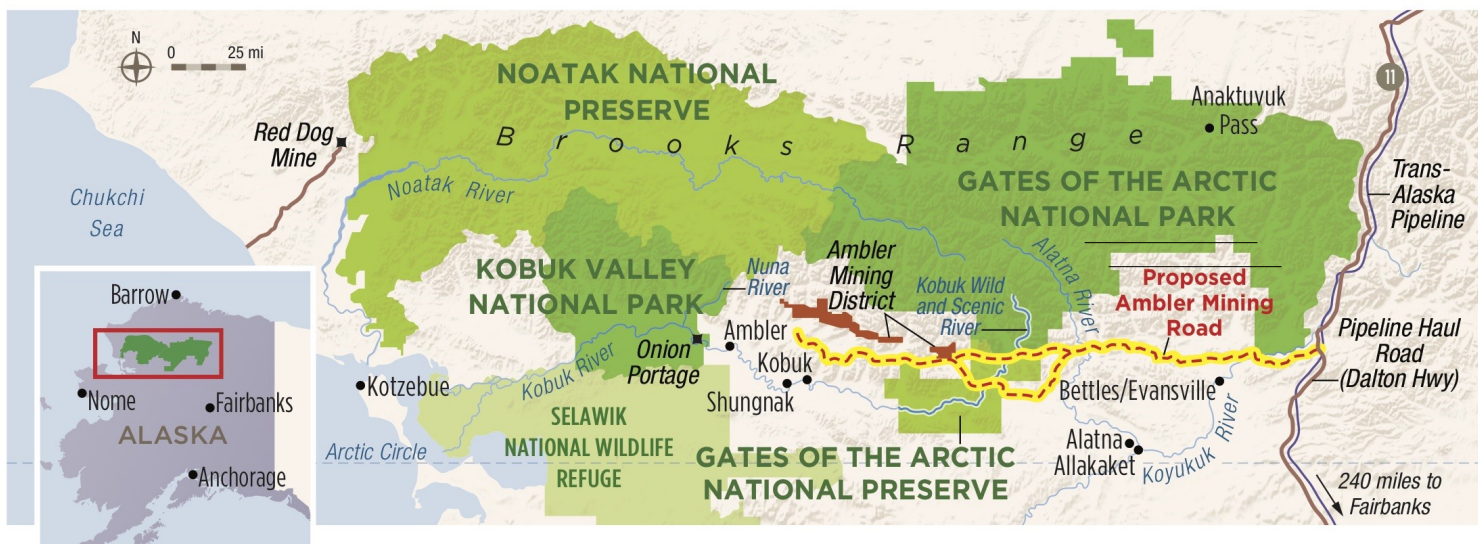 N
0 25 mi
NOATAK NATIONAL
PRESERVE
Brooks Range
11
Anaktuvuk
Pass
Red Dog
Mine
Noatak River
Chukchi
Sea
GATES OF THE ARCTIC
NATIONAL PARK
Trans-
Alaska
Pipeline
KOBUK VALLEY
NATIONAL PARK
Nuna
River
Ambler
Mining
District
Kobuk Wild
and Scenic
River
Alatna River
Proposed
Ambler Mining
Road
Pipeline Haul
Road
(Dalton Hwy)
Ambler
Onion
Portage
Kobuk
Shungnak
Kobuk River
Kotzebue
Bettles/Evansville
SELAWIK
NATIONAL WILDLIFE
REFUGE
Arctic Circle
GATES OF THE ARCTIC
NATIONAL PRESERVE
Alatna
Allakaket
Koyukuk River
240 miles to
Fairbanks
Barrow
Nome
Fairbanks
ALASKA
Anchorage